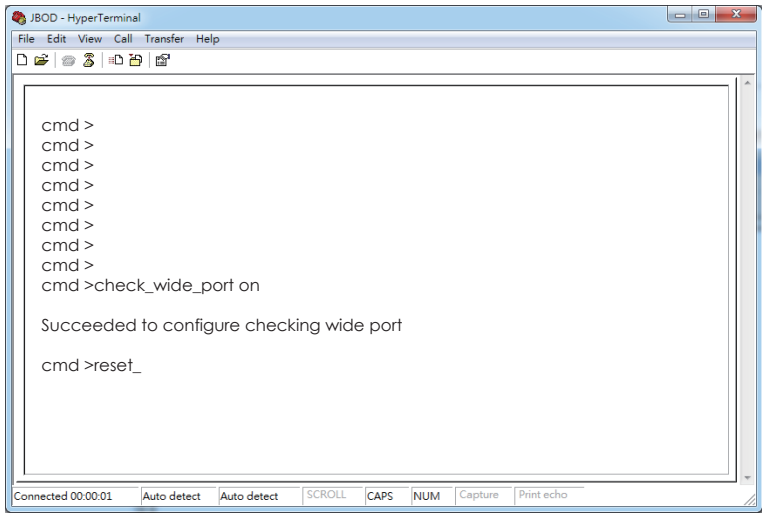 JBOD - HyperTerminal
File Edit View Call Transfer Help
cmd >
cmd >
cmd >
cmd >
cmd >
cmd >
cmd >
cmd >
cmd >check_wide_port on
Succeeded to configure checking wide port
cmd >reset_
Connected 00:00:01 Auto detect Auto detect SCROLL CAPS NUM Capture Print echo